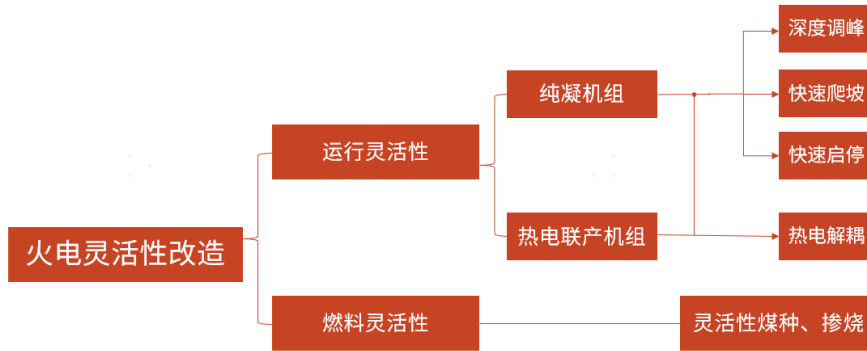 火电灵活性改造
运行灵活性
纯凝机组
深度调峰
快速爬坡
快速启停
热电联产机组
热电解耦
燃料灵活性
灵活性煤种、掺烧